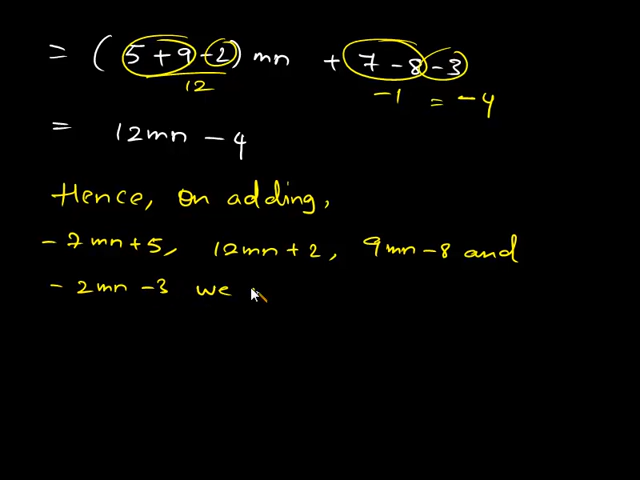 = (5+9-2) mn + 7-8-3
12 -1 = -4
= 12mn - 4
Hence, on adding,
- 7mn+5, 12mn+2, 9mn-8 and
- 2mn -3 we